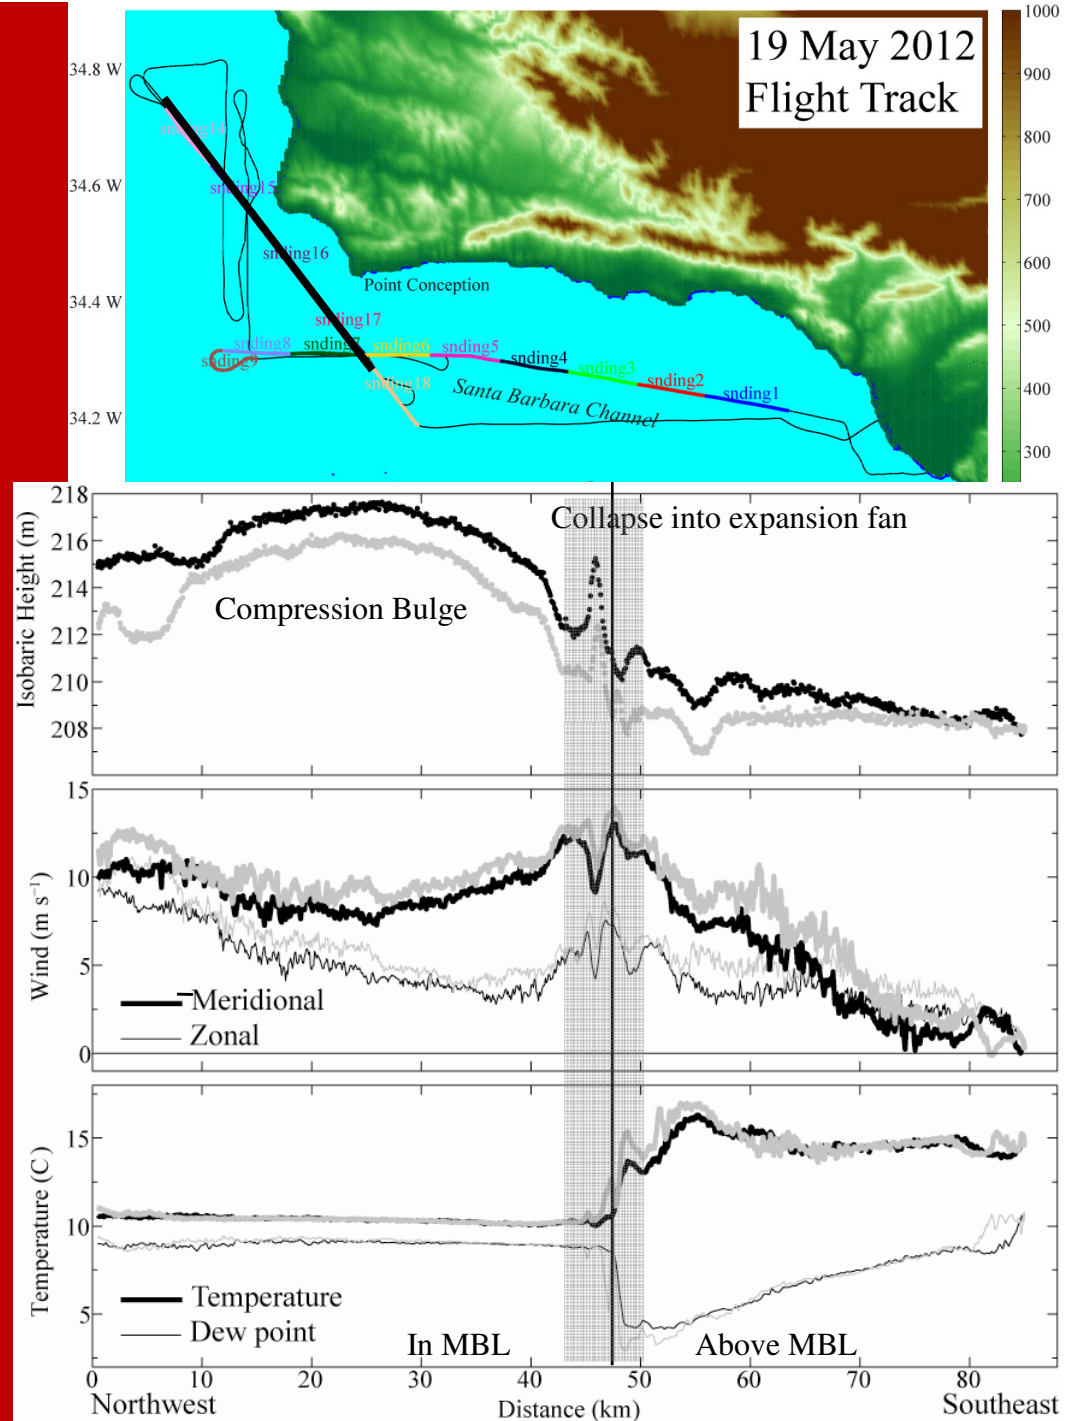 19 May 2012
Flight Track
34.8 W
34.6 W
34.4 W
34.2 W
1000
900
800
700
600
500
400
300
snding14
snding15
snding16
snding17
Point Conception
snding8
snding7
snding6
snding5
snding9
snding4
snding18
snding3
snding2
snding1
Santa Barbara Channel
Isobaric Height (m)
218
216
214
212
210
208
Collapse into expansion fan
Compression Bulge
Wind (m s⁻¹)
15
10
5
0
Meridional
Zonal
Temperature (C )
15
10
5
Temperature
Dew point
In MBL
Above MBL
0 10 20 30 40 50 60 70 80
Northwest Distance (km) Southeast